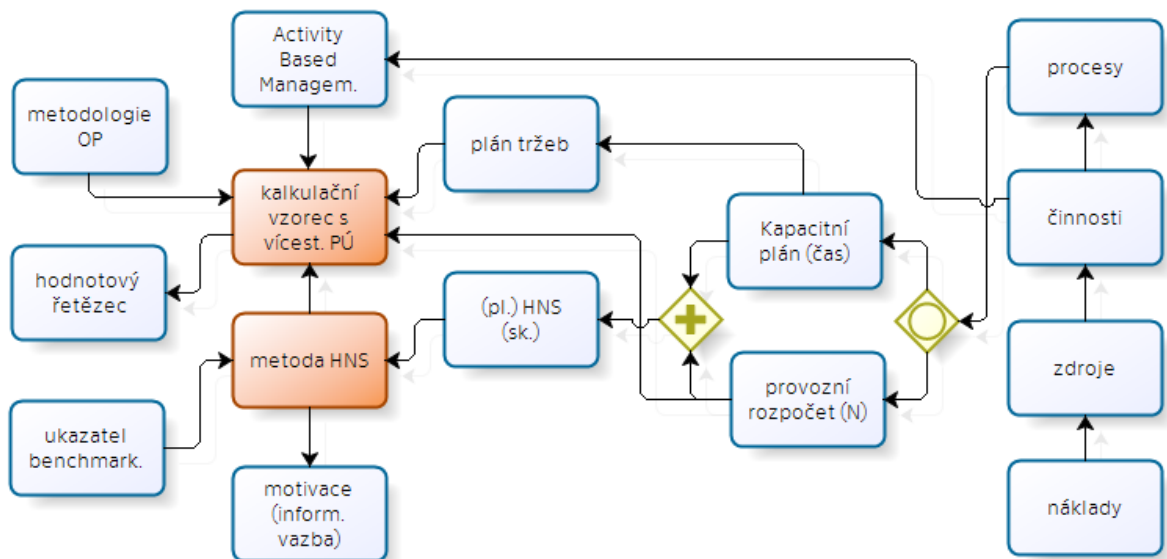 Activity
Based
Managem.
metodologie
OP
kalkulační
vzorec s
vícest. PÚ
hodnotový
řetězec
metoda HNS
ukazatel
benchmark.
motivace
(inform.
vazba)
plán tržeb
(pl.) HNS
(sk.)
Kapacitní
plán (čas)
provozní
rozpočet (N)
procesy
činnosti
zdroje
náklady